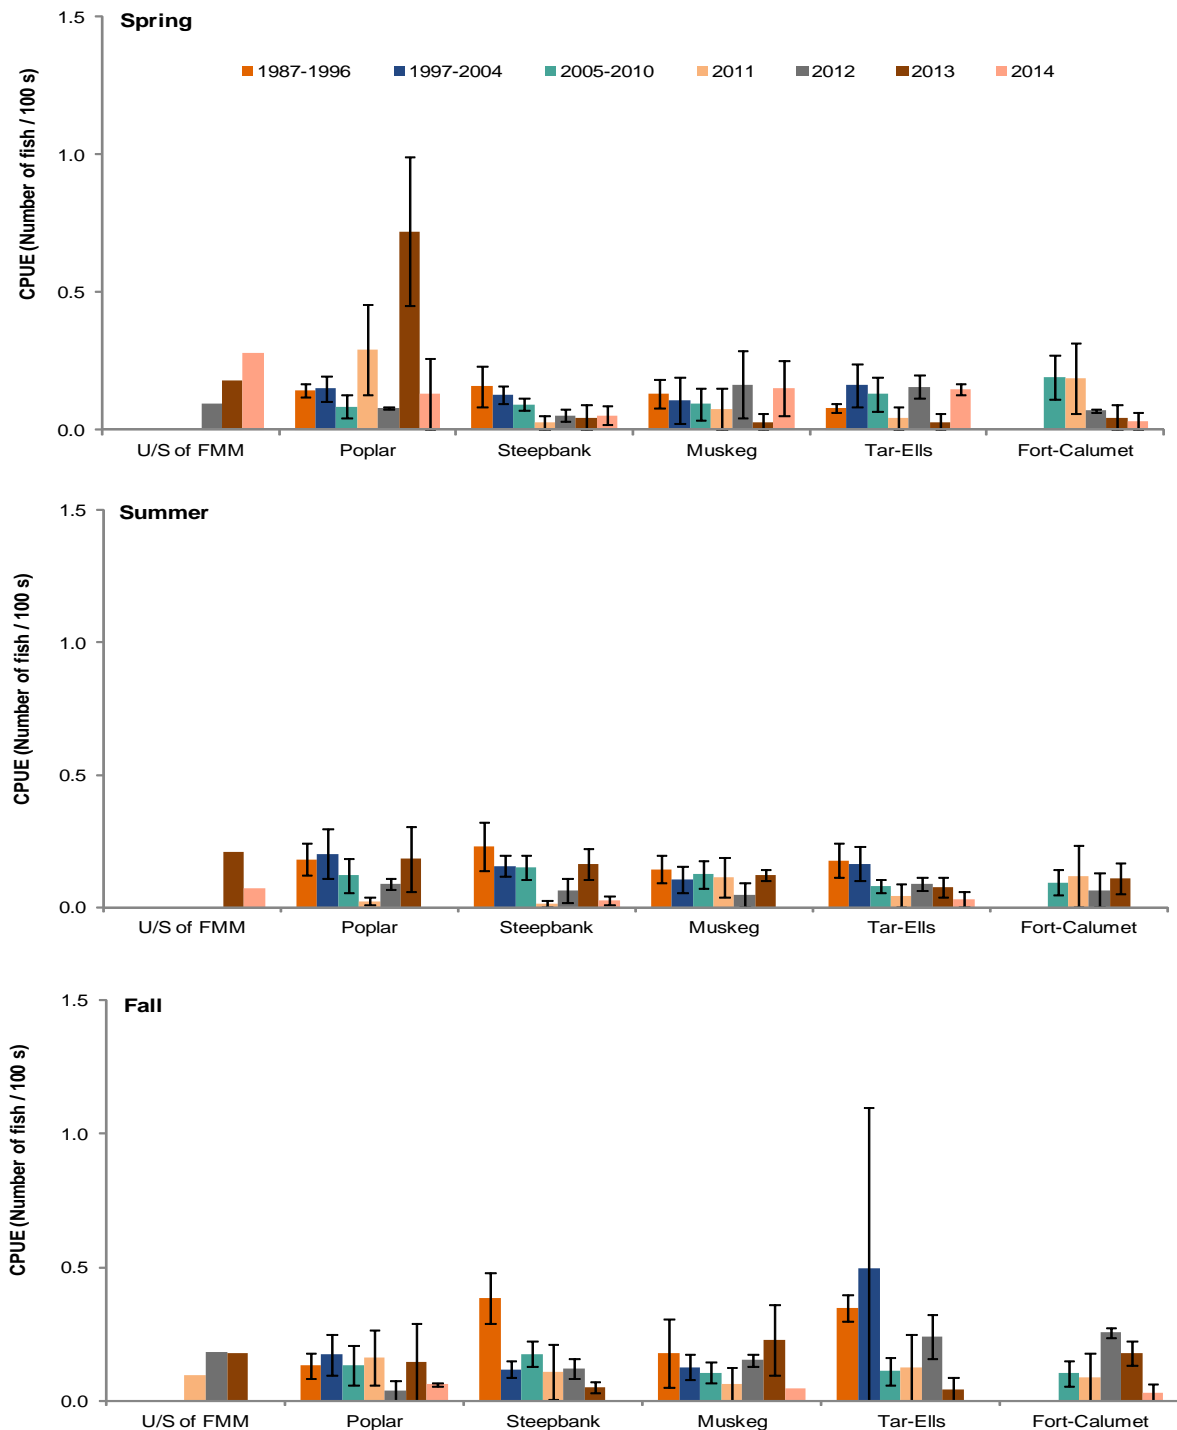 Spring
1987-1996 1997-2004 2005-2010 2011 2012 2013 2014
CPUE (Number of fish / 100 s)
1.5
1.0
0.5
0.0
U/S of FMM Poplar Steepbank Muskeg Tar-Ells Fort-Calumet
Summer
CPUE (Number of fish / 100 s)
1.5
1.0
0.5
0.0
U/S of FMM Poplar Steepbank Muskeg Tar-Ells Fort-Calumet
Fall
CPUE (Number of fish / 100 s)
1.5
1.0
0.5
0.0
U/S of FMM Poplar Steepbank Muskeg Tar-Ells Fort-Calumet